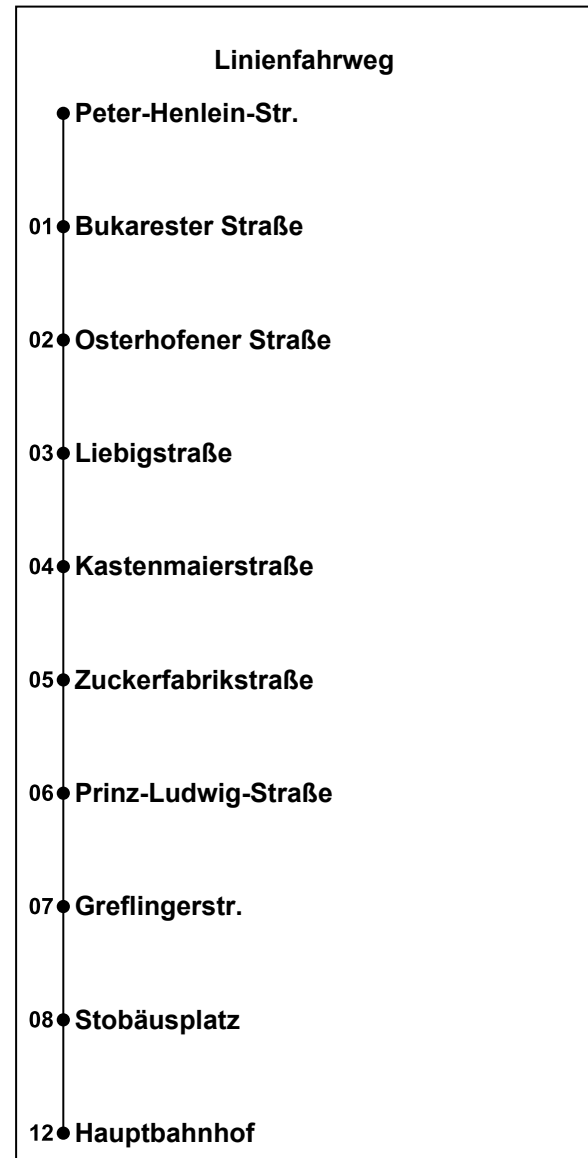 Linienfahrweg
Peter-Henlein-Str.
01 Bukarester Straße
02 Osterhofener Straße
03 Liebigstraße
04 Kastenmaierstraße
05 Zuckerfabrikstraße
06 Prinz-Ludwig-Straße
07 Greflingerstr.
08 Stobäusplatz
12 Hauptbahnhof